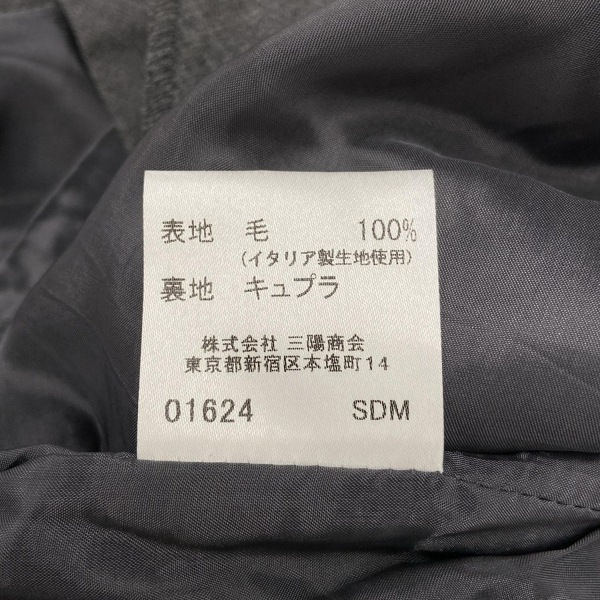 表地 毛 100%
(イタリア製生地使用)
裏地 キュプラ
株式会社 三陽商会
東京都新宿区本塩町14
01624 SDM